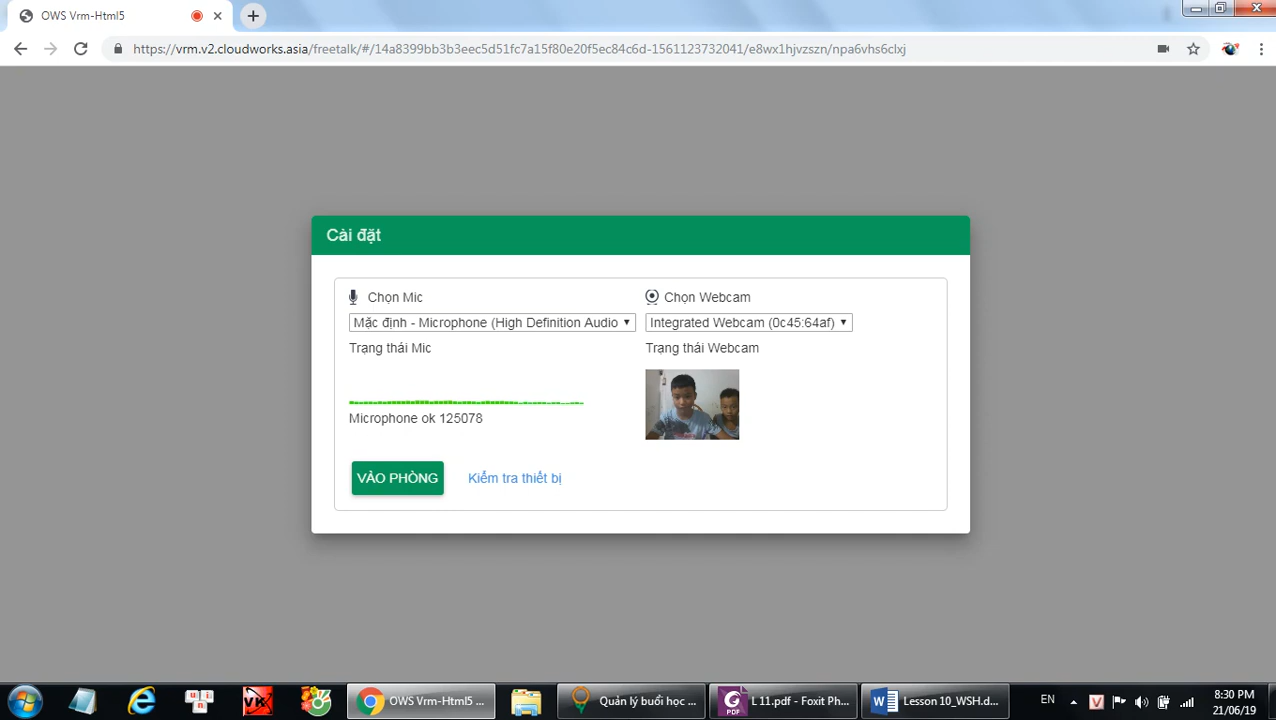 OWS Vrm-Html5
https://vrm.v2.cloudworks.asia/freetalk/#/14a8399bb3b3eec5d51fc7a15f80e20f5ec84c6d-1561123732041/e8wx1hjvzszn/npa6vhs6clxj
Cài đặt
Chọn Mic
Chọn Webcam
Mặc định - Microphone (High Definition Audio
Integrated Webcam (0c45:64af)
Trạng thái Mic
Trạng thái Webcam
Microphone ok 125078
VÀO PHÒNG
Kiểm tra thiết bị
OWS Vrm-Html5 ...
Quản lý buổi học ...
L 11.pdf - Foxit Ph...
Lesson 10_WSH.d...
EN
8:30 PM
21/06/19